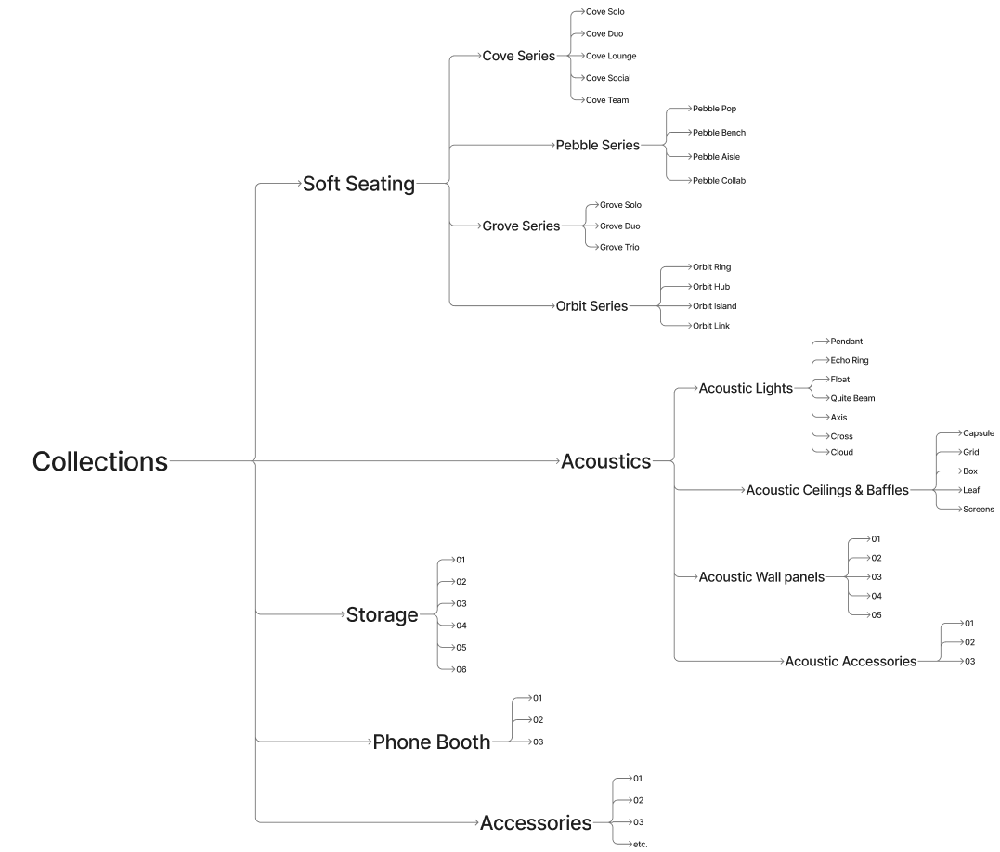 Collections
Soft Seating
Cove Series
Cove Solo
Cove Duo
Cove Lounge
Cove Social
Cove Team
Pebble Series
Pebble Pop
Pebble Bench
Pebble Aisle
Pebble Collab
Grove Series
Grove Solo
Grove Duo
Grove Trio
Orbit Series
Orbit Ring
Orbit Hub
Orbit Island
Orbit Link
Acoustics
Acoustic Lights
Pendant
Echo Ring
Float
Quite Beam
Axis
Cross
Cloud
Acoustic Ceilings & Baffles
Capsule
Grid
Box
Leaf
Screens
Acoustic Wall panels
01
02
03
04
05
Acoustic Accessories
01
02
03
Storage
01
02
03
04
05
06
Phone Booth
01
02
03
Accessories
01
02
03
etc.